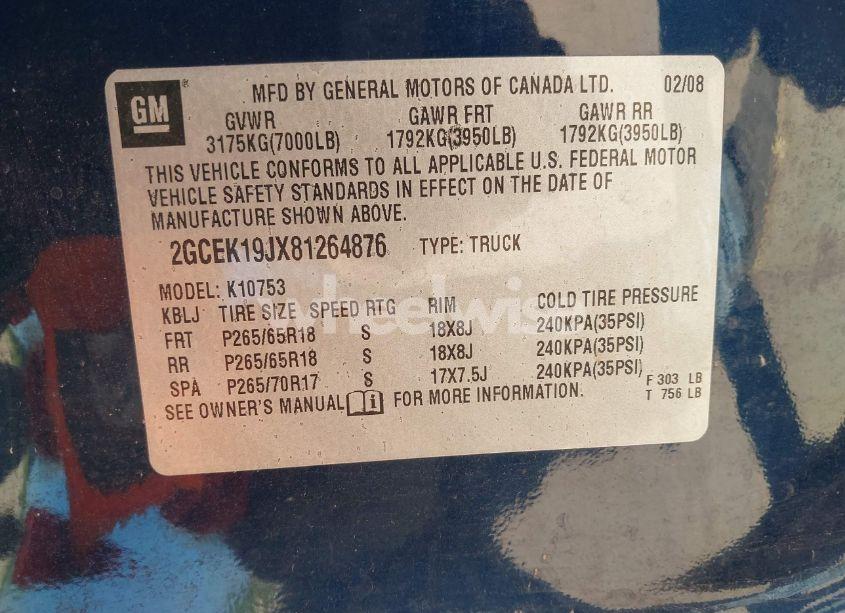 GM
MFD BY GENERAL MOTORS OF CANADA LTD. 02/08
GVWR GAWR FRT GAWR RR
3175KG(7000LB) 1792KG(3950LB) 1792KG(3950LB)
THIS VEHICLE CONFORMS TO ALL APPLICABLE U.S. FEDERAL MOTOR
VEHICLE SAFETY STANDARDS IN EFFECT ON THE DATE OF
MANUFACTURE SHOWN ABOVE.
2GCEK19JX81264876 TYPE: TRUCK
MODEL: K10753
KBLJ TIRE SIZE SPEED RTG RIM COLD TIRE PRESSURE
FRT P265/65R18 S 18X8J 240KPA(35PSI)
RR P265/65R18 S 18X8J 240KPA(35PSI)
SPA P265/70R17 S 17X7.5J 240KPA(35PSI)
F 303 LB
T 756 LB
SEE OWNER'S MANUAL FOR MORE INFORMATION.
wheelwis